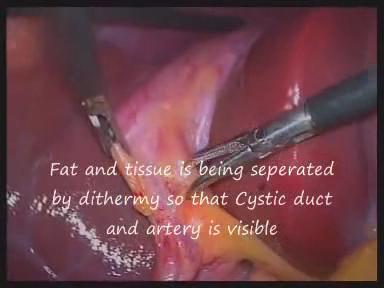 Fat and tissue is being seperated
by dithermy so that Cystic duct
and artery is visible